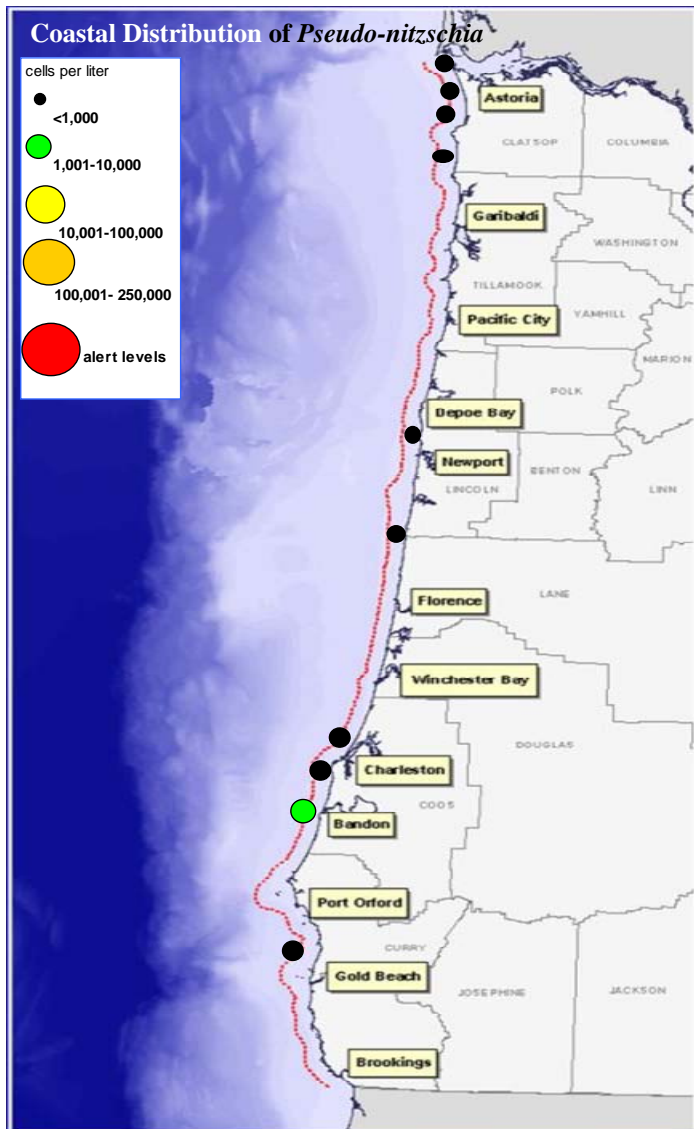 Coastal Distribution of Pseudo-nitzschia
cells per liter
<1,000
1,001-10,000
10,001-100,000
100,001- 250,000
alert levels
Astoria
CLATSOP
COLUMBIA
Garibaldi
WASHINGTON
TILLAMOOK
Pacific City
YAMHILL
MARION
POLK
Depoe Bay
Newport
BENTON
LINCOLN
LINN
LANE
Florence
Winchester Bay
DOUGLAS
Charleston
COOS
Bandon
Port Orford
CURRY
Gold Beach
JOSEPHINE
JACKSON
Brookings